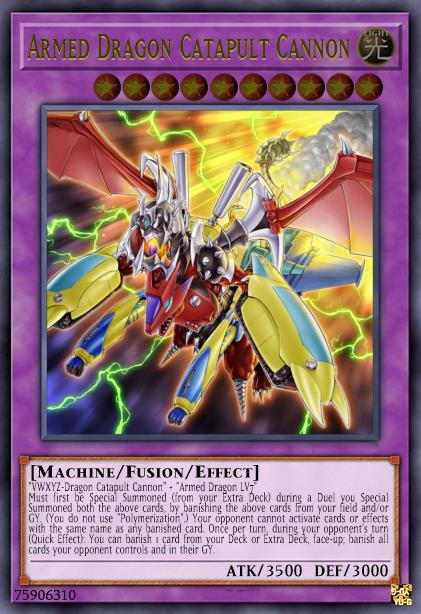 ARMED DRAGON CATAPULT CANNON
LIGHT
光
[MACHINE/FUSION/EFFECT]
"VWXYZ-Dragon Catapult Cannon" + "Armed Dragon LV7"
Must first be Special Summoned (from your Extra Deck) during a Duel you Special
Summoned both the above cards, by banishing the above cards from your field and/or
GY. (You do not use "Polymerization".) Your opponent cannot activate cards or effects
with the same name as any banished card. Once per turn, during your opponent's turn
(Quick Effect): You can banish 1 card from your Deck or Extra Deck, face-up; banish all
cards your opponent controls and in their GY.
ATK/3500 DEF/3000
75906310